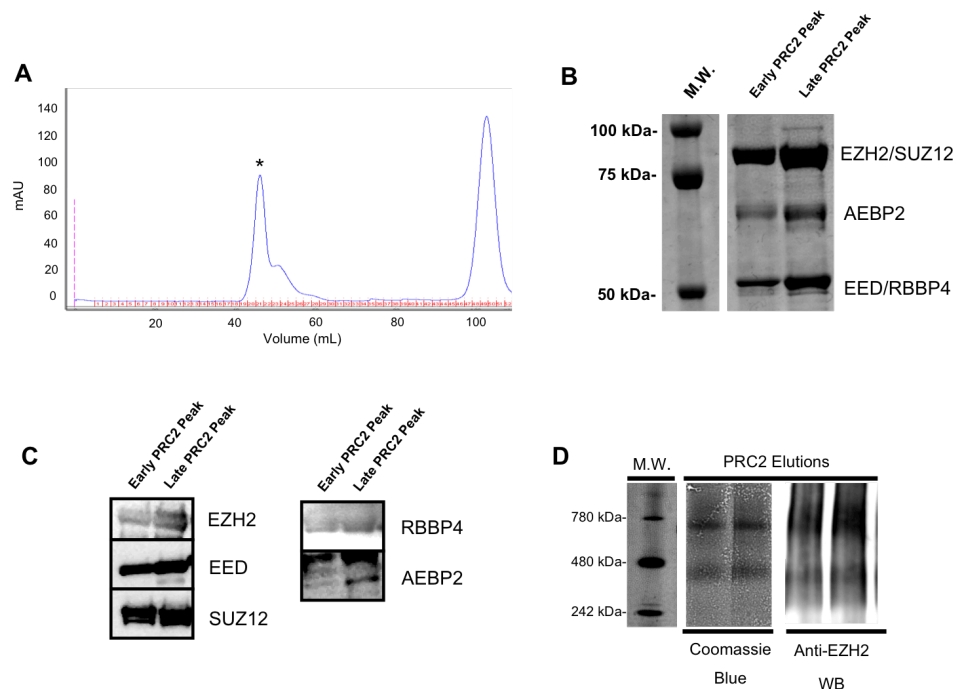 A
mAU
140
120
100
80
60
40
20
0
*
20
40
60
80
100
Volume (mL)
B
M.W.
Early PRC2 Peak
Late PRC2 Peak
100 kDa-
75 kDa-
50 kDa-
EZH2/SUZ12
AEBP2
EED/RBBP4
C
Early PRC2 Peak
Late PRC2 Peak
EZH2
EED
SUZ12
Early PRC2 Peak
Late PRC2 Peak
RBBP4
AEBP2
D
M.W.
PRC2 Elutions
780 kDa-
480 kDa-
242 kDa-
Coomassie
Blue
Anti-EZH2
WB